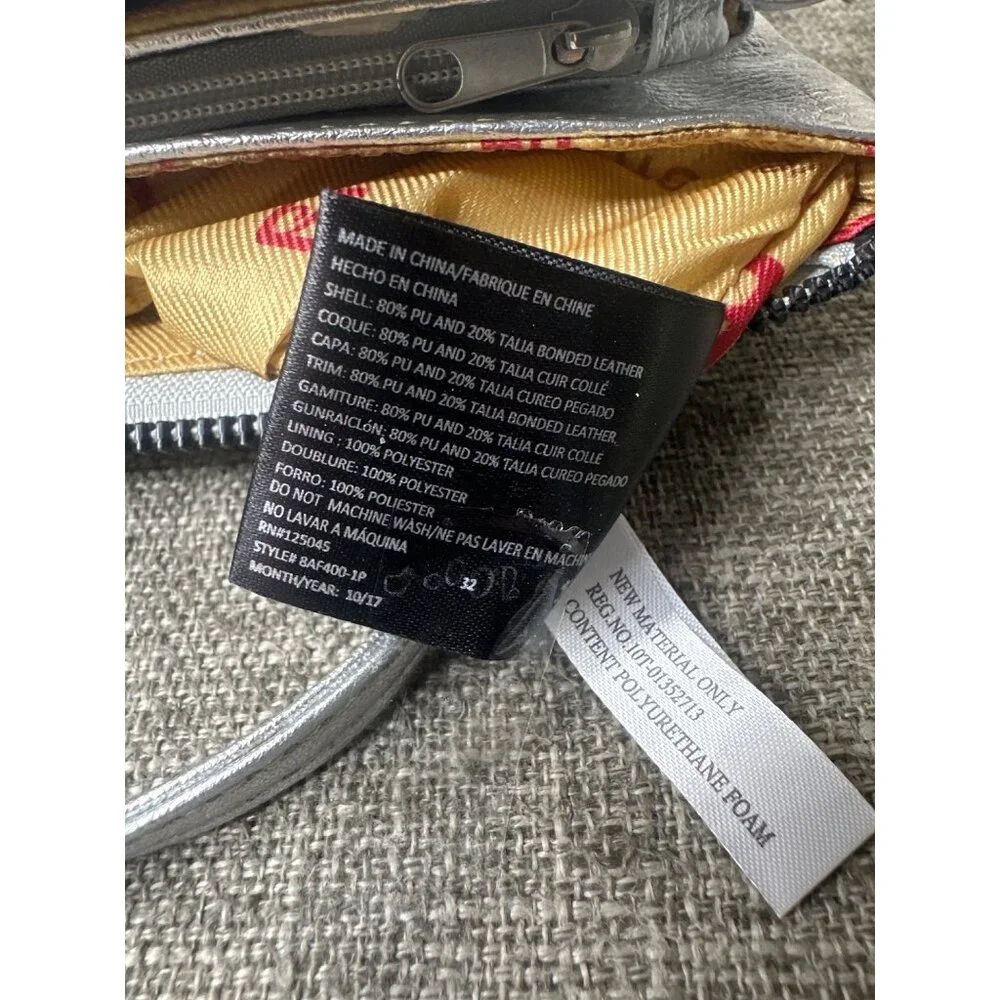 MADE IN CHINA/FABRIQUE EN CHINE
HECHO EN CHINA
SHELL: 80% PU AND 20% TALIA BONDED LEATHER
COQUE: 80% PU AND 20% TALIA CUIR COLLÉ
CAPA: 80% PU AND 20% TALIA CUREO PEGADO
TRIM: 80% PU AND 20% TALIA BONDED LEATHER.
GAMITURE: 80% PU AND 20% TALIA CUIR COLLE
GUNRAICLÓN: 80% PU AND 20% TALIA CUREO PEGADO
LINING ; 100% POLYESTER
DOUBLURE: 100% POLYESTER
FORRO: 100% POLIESTER
DO NOT MACHINE WASH/NE PAS LAVER EN MACHIN
NO LAVAR A MÁQUINA
RN#125045
STYLE# 8AF400-1P
MONTH/YEAR: 10/17
32
NEW MATERIAL ONLY
REG.NO.10T-01352713
CONTENT POLYURETHANE FOAM